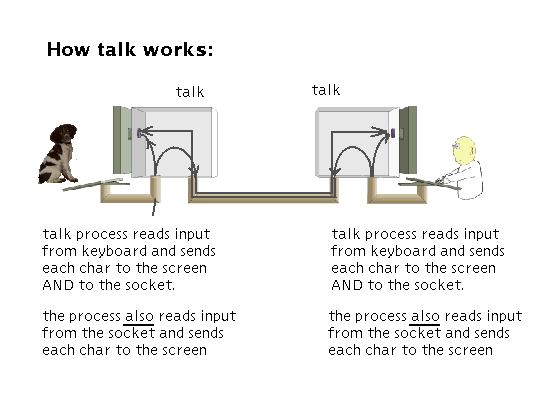 How talk works:
talk
talk
talk process reads input
from keyboard and sends
each char to the screen
AND to the socket.
the process also reads input
from the socket and sends
each char to the screen
talk process reads input
from keyboard and sends
each char to the screen
AND to the socket.
the process also reads input
from the socket and sends
each char to the screen